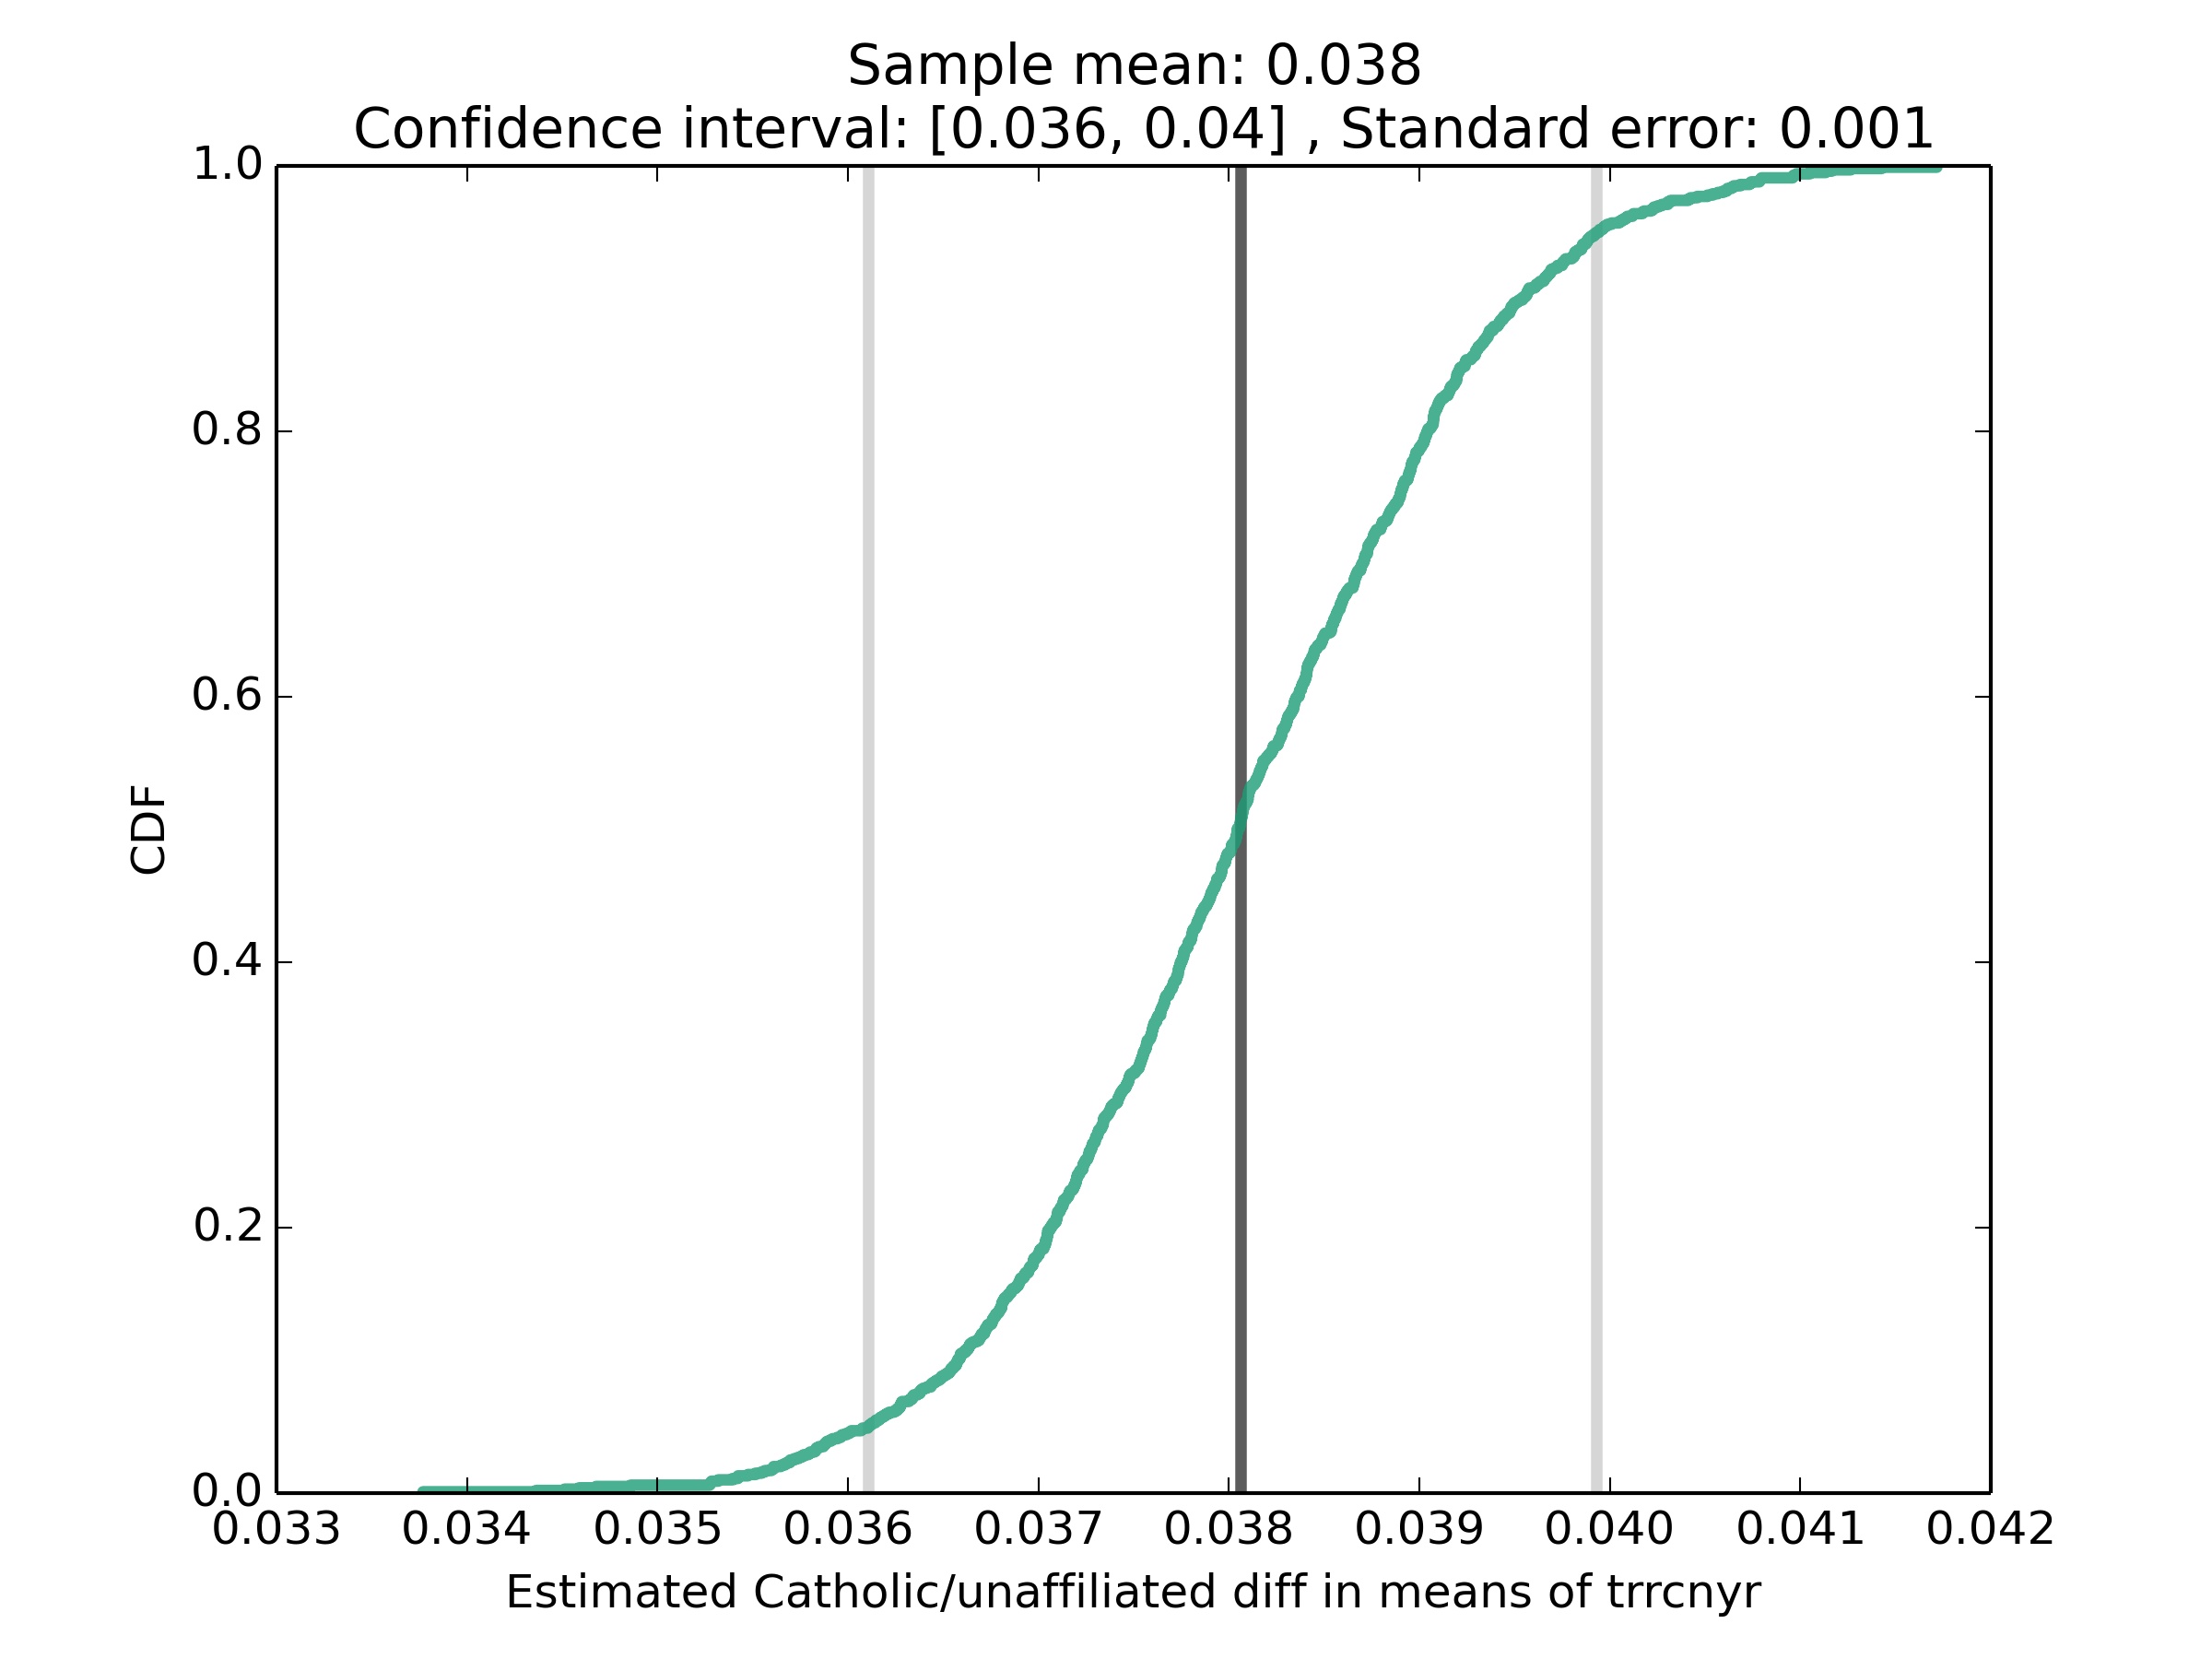 Sample mean: 0.038
Confidence interval: [0.036, 0.04] , Standard error: 0.001
1.0
0.8
0.6
0.4
0.2
0.0
CDF
0.033 0.034 0.035 0.036 0.037 0.038 0.039 0.040 0.041 0.042
Estimated Catholic/unaffiliated diff in means of trrcnyr